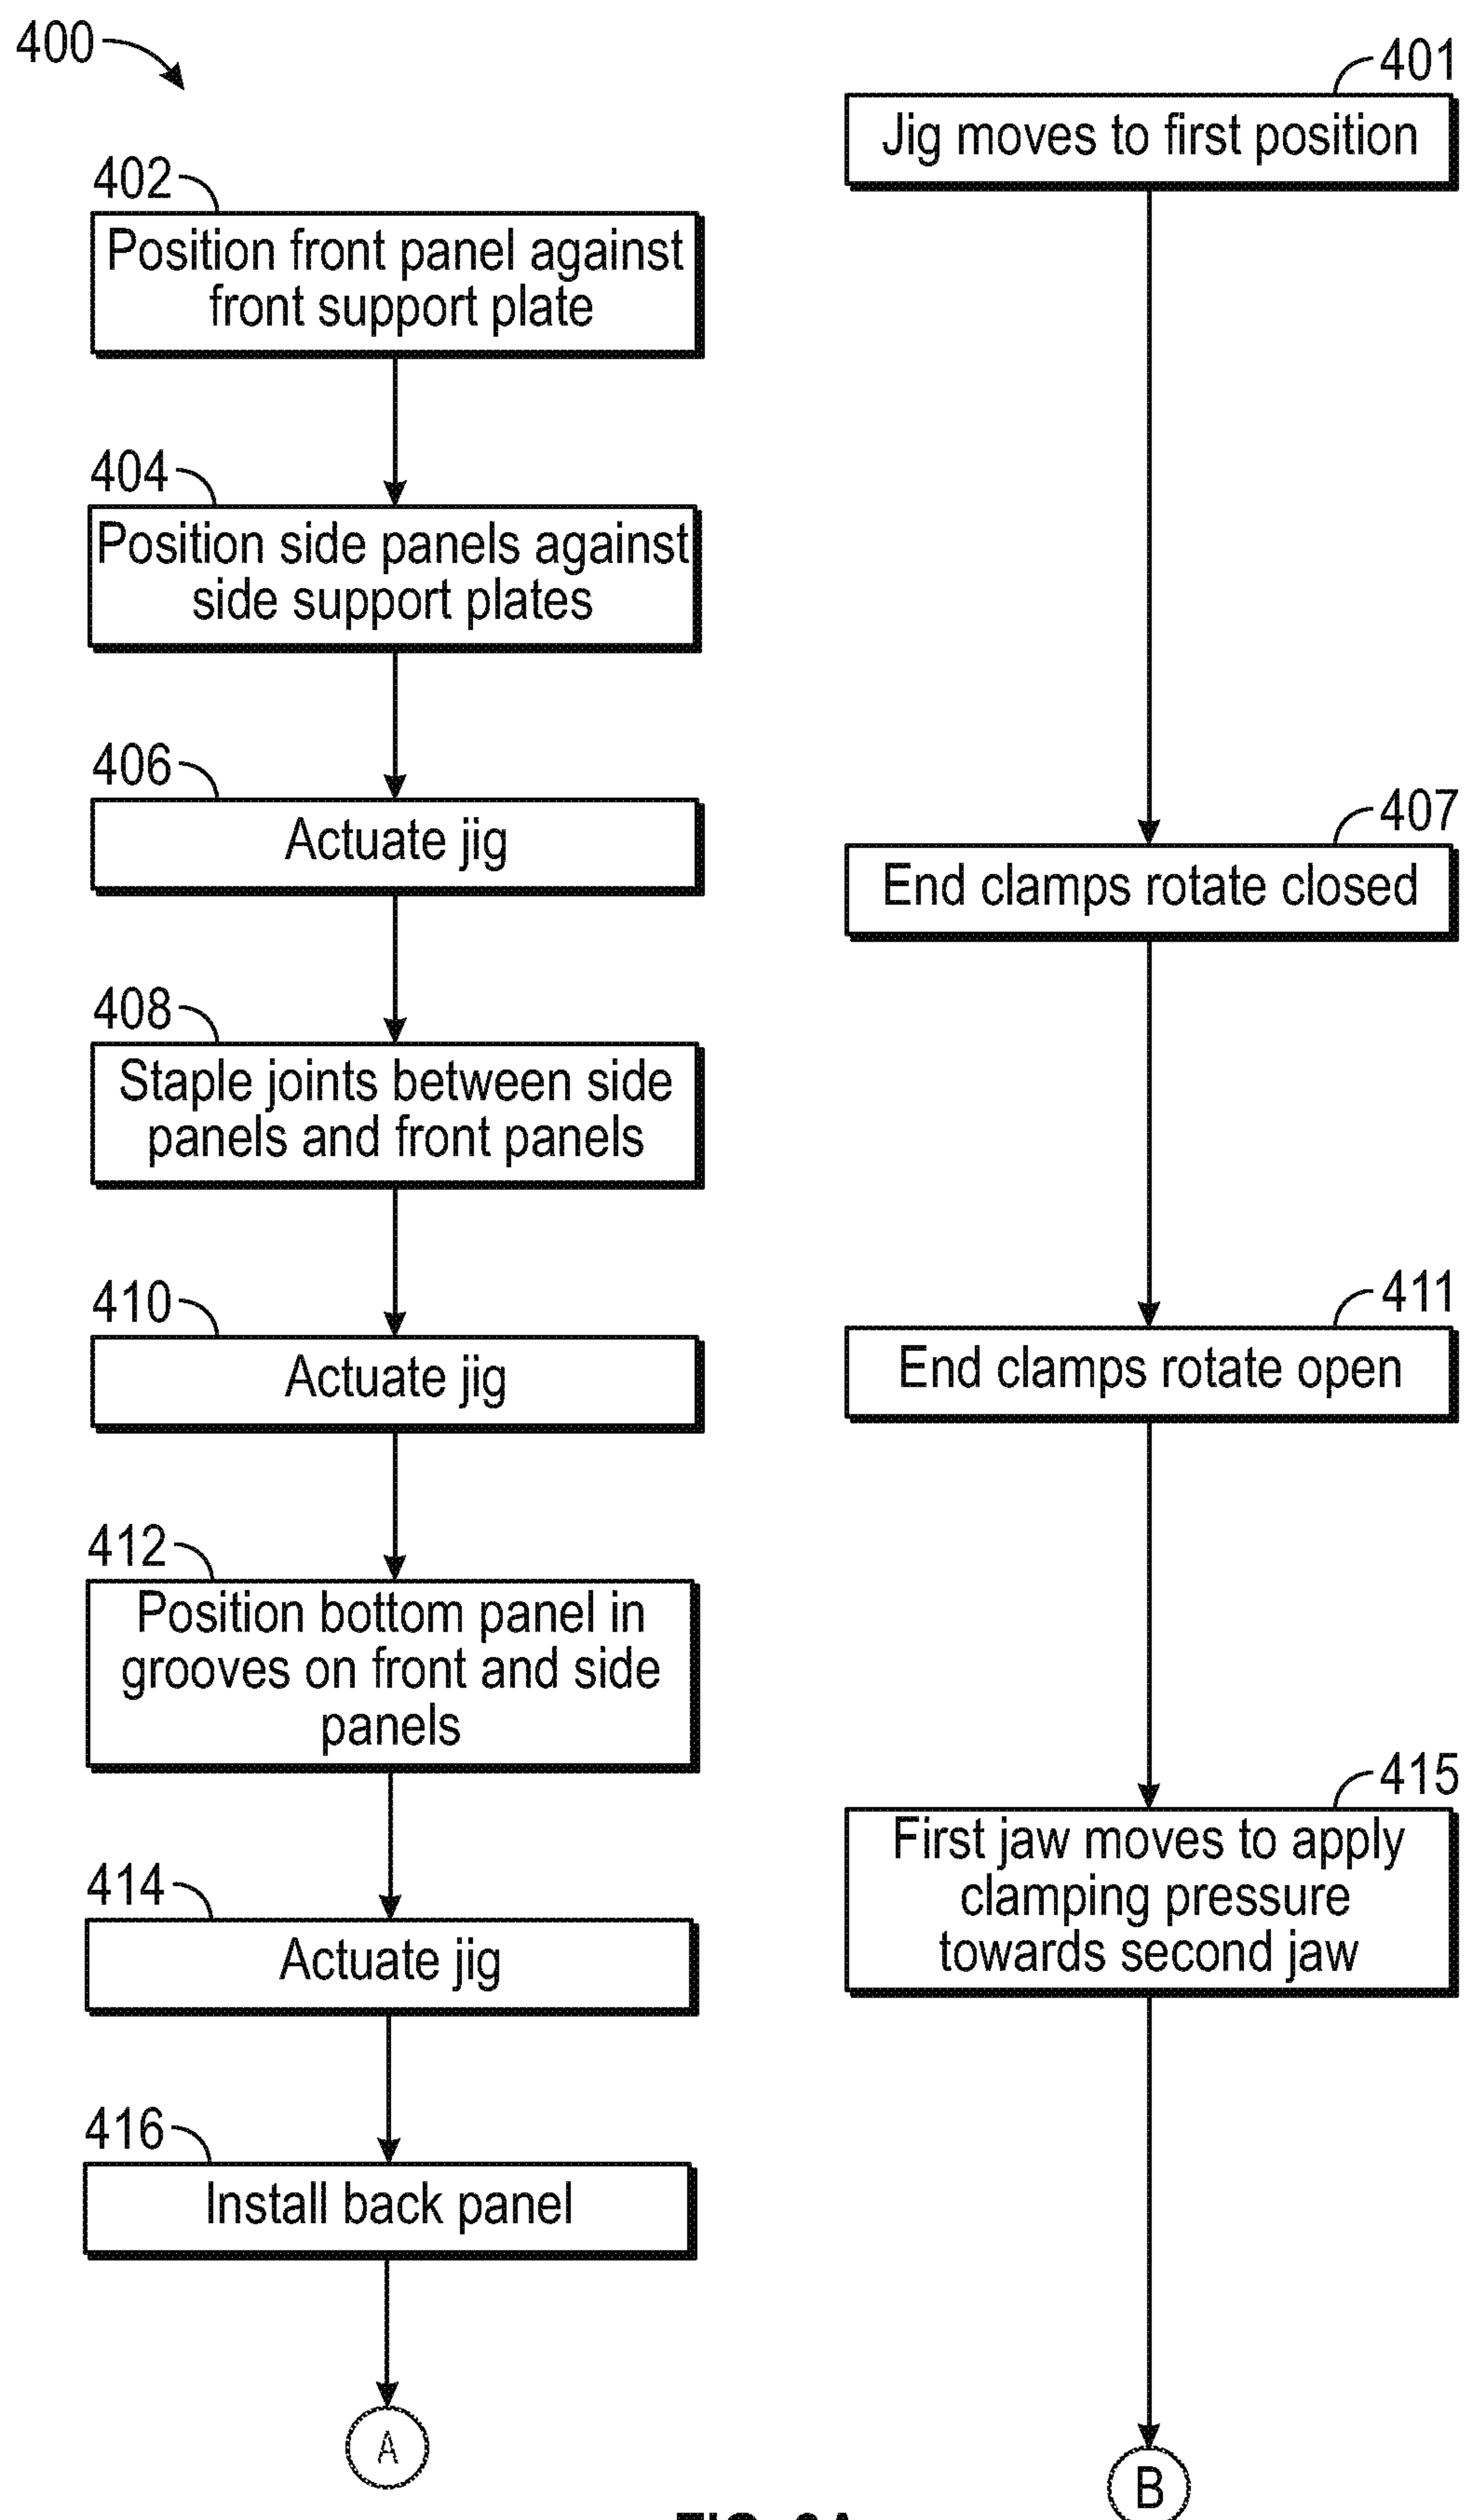 400
401
Jig moves to first position
402
Position front panel against
front support plate
404
Position side panels against
side support plates
406
Actuate jig
407
End clamps rotate closed
408
Staple joints between side
panels and front panels
410
Actuate jig
411
End clamps rotate open
412
Position bottom panel in
grooves on front and side
panels
414
Actuate jig
415
First jaw moves to apply
clamping pressure
towards second jaw
416
Install back panel
A
B